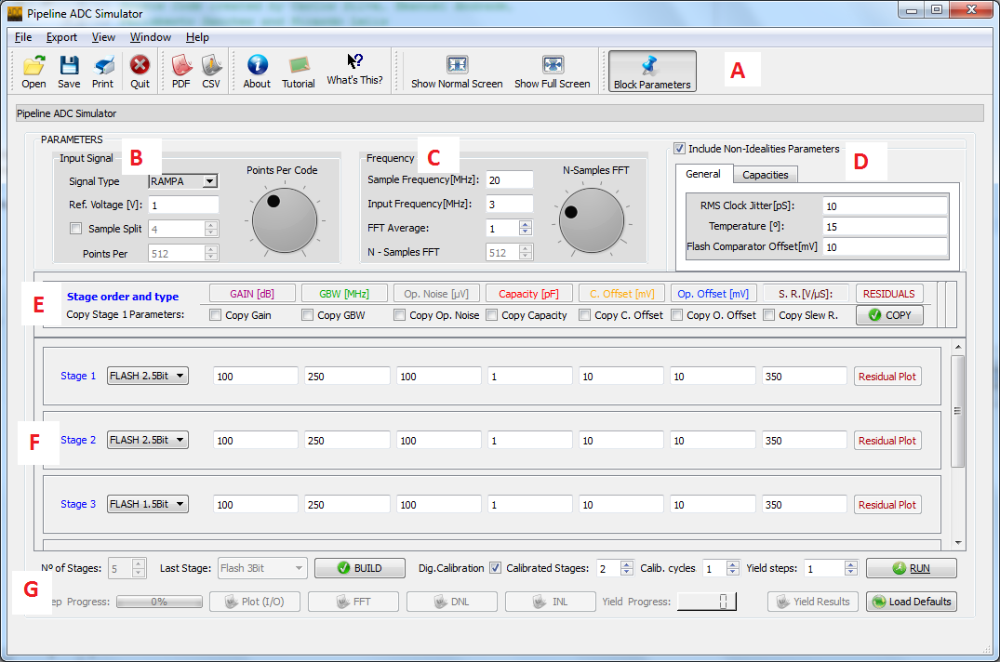 Pipeline ADC Simulator
File Export View Window Help
Open Save Print Quit PDF CSV About Tutorial What's This? Show Normal Screen Show Full Screen Block Parameters A
Pipeline ADC Simulator
PARAMETERS
Input Signal B
Signal Type RAMPA
Ref. Voltage [V]: 1
Sample Split 4
Points Per 512
Points Per Code
Frequency C
Sample Frequency[MHz]: 20
Input Frequency[MHz]: 3
FFT Average: 1
N - Samples FFT 512
N-Samples FFT
Include Non-Idealities Parameters D
General Capacities
RMS Clock Jitter[pS]: 10
Temperature [º]: 15
Flash Comparator Offset[mV] 10
E
Stage order and type GAIN [dB] GBW [MHz] Op. Noise [µV] Capacity [pF] C. Offset [mV] Op. Offset [mV] S. R.[V/µS]: RESIDUALS
Copy Stage 1 Parameters: Copy Gain Copy GBW Copy Op. Noise Copy Capacity Copy C. Offset Copy O. Offset Copy Slew R. COPY
Stage 1 FLASH 2.5Bit 100 250 100 1 10 10 350 Residual Plot
F
Stage 2 FLASH 2.5Bit 100 250 100 1 10 10 350 Residual Plot
Stage 3 FLASH 1.5Bit 100 250 100 1 10 10 350 Residual Plot
Nº of Stages: 5 Last Stage: Flash 3Bit BUILD Dig.Calibration Calibrated Stages: 2 Calib. cycles 1 Yield steps: 1 RUN
G
Progress: 0% Plot (I/O) FFT DNL INL Yield Progress: Yield Results Load Defaults